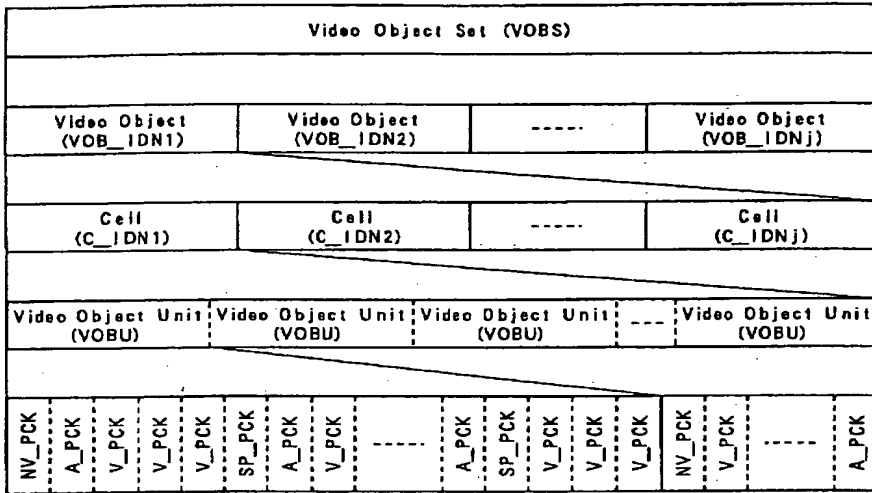 Video Object Set (VOBS)
Video Object Video Object ----- Video Object
(VOB_IDN1) (VOB_IDN2) (VOB_IDNj)
Cell Cell ----- Cell
(C_IDN1) (C_IDN2) (C_IDNj)
Video Object Unit Video Object Unit Video Object Unit ---- Video Object Unit
(VOBU) (VOBU) (VOBU) (VOBU)
NV_PCK A_PCK V_PCK V_PCK V_PCK SP_PCK A_PCK V_PCK ----- A_PCK SP_PCK V_PCK V_PCK V_PCK NV_PCK V_PCK ----- A_PCK